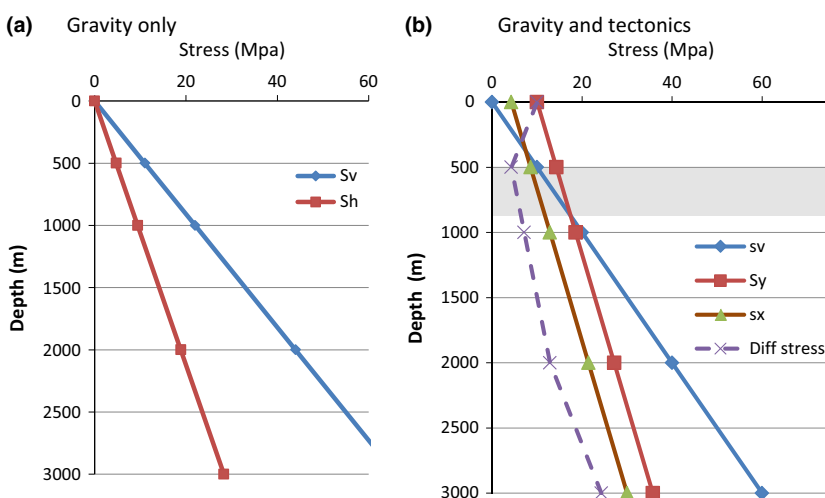 (a) Gravity only
Stress (Mpa)
0 20 40 60
0
500
1000
1500
2000
2500
3000
Depth (m)
Sv
Sh
(b) Gravity and tectonics
Stress (Mpa)
0 20 40 60
0
500
1000
1500
2000
2500
3000
Depth (m)
sv
Sy
sx
Diff stress